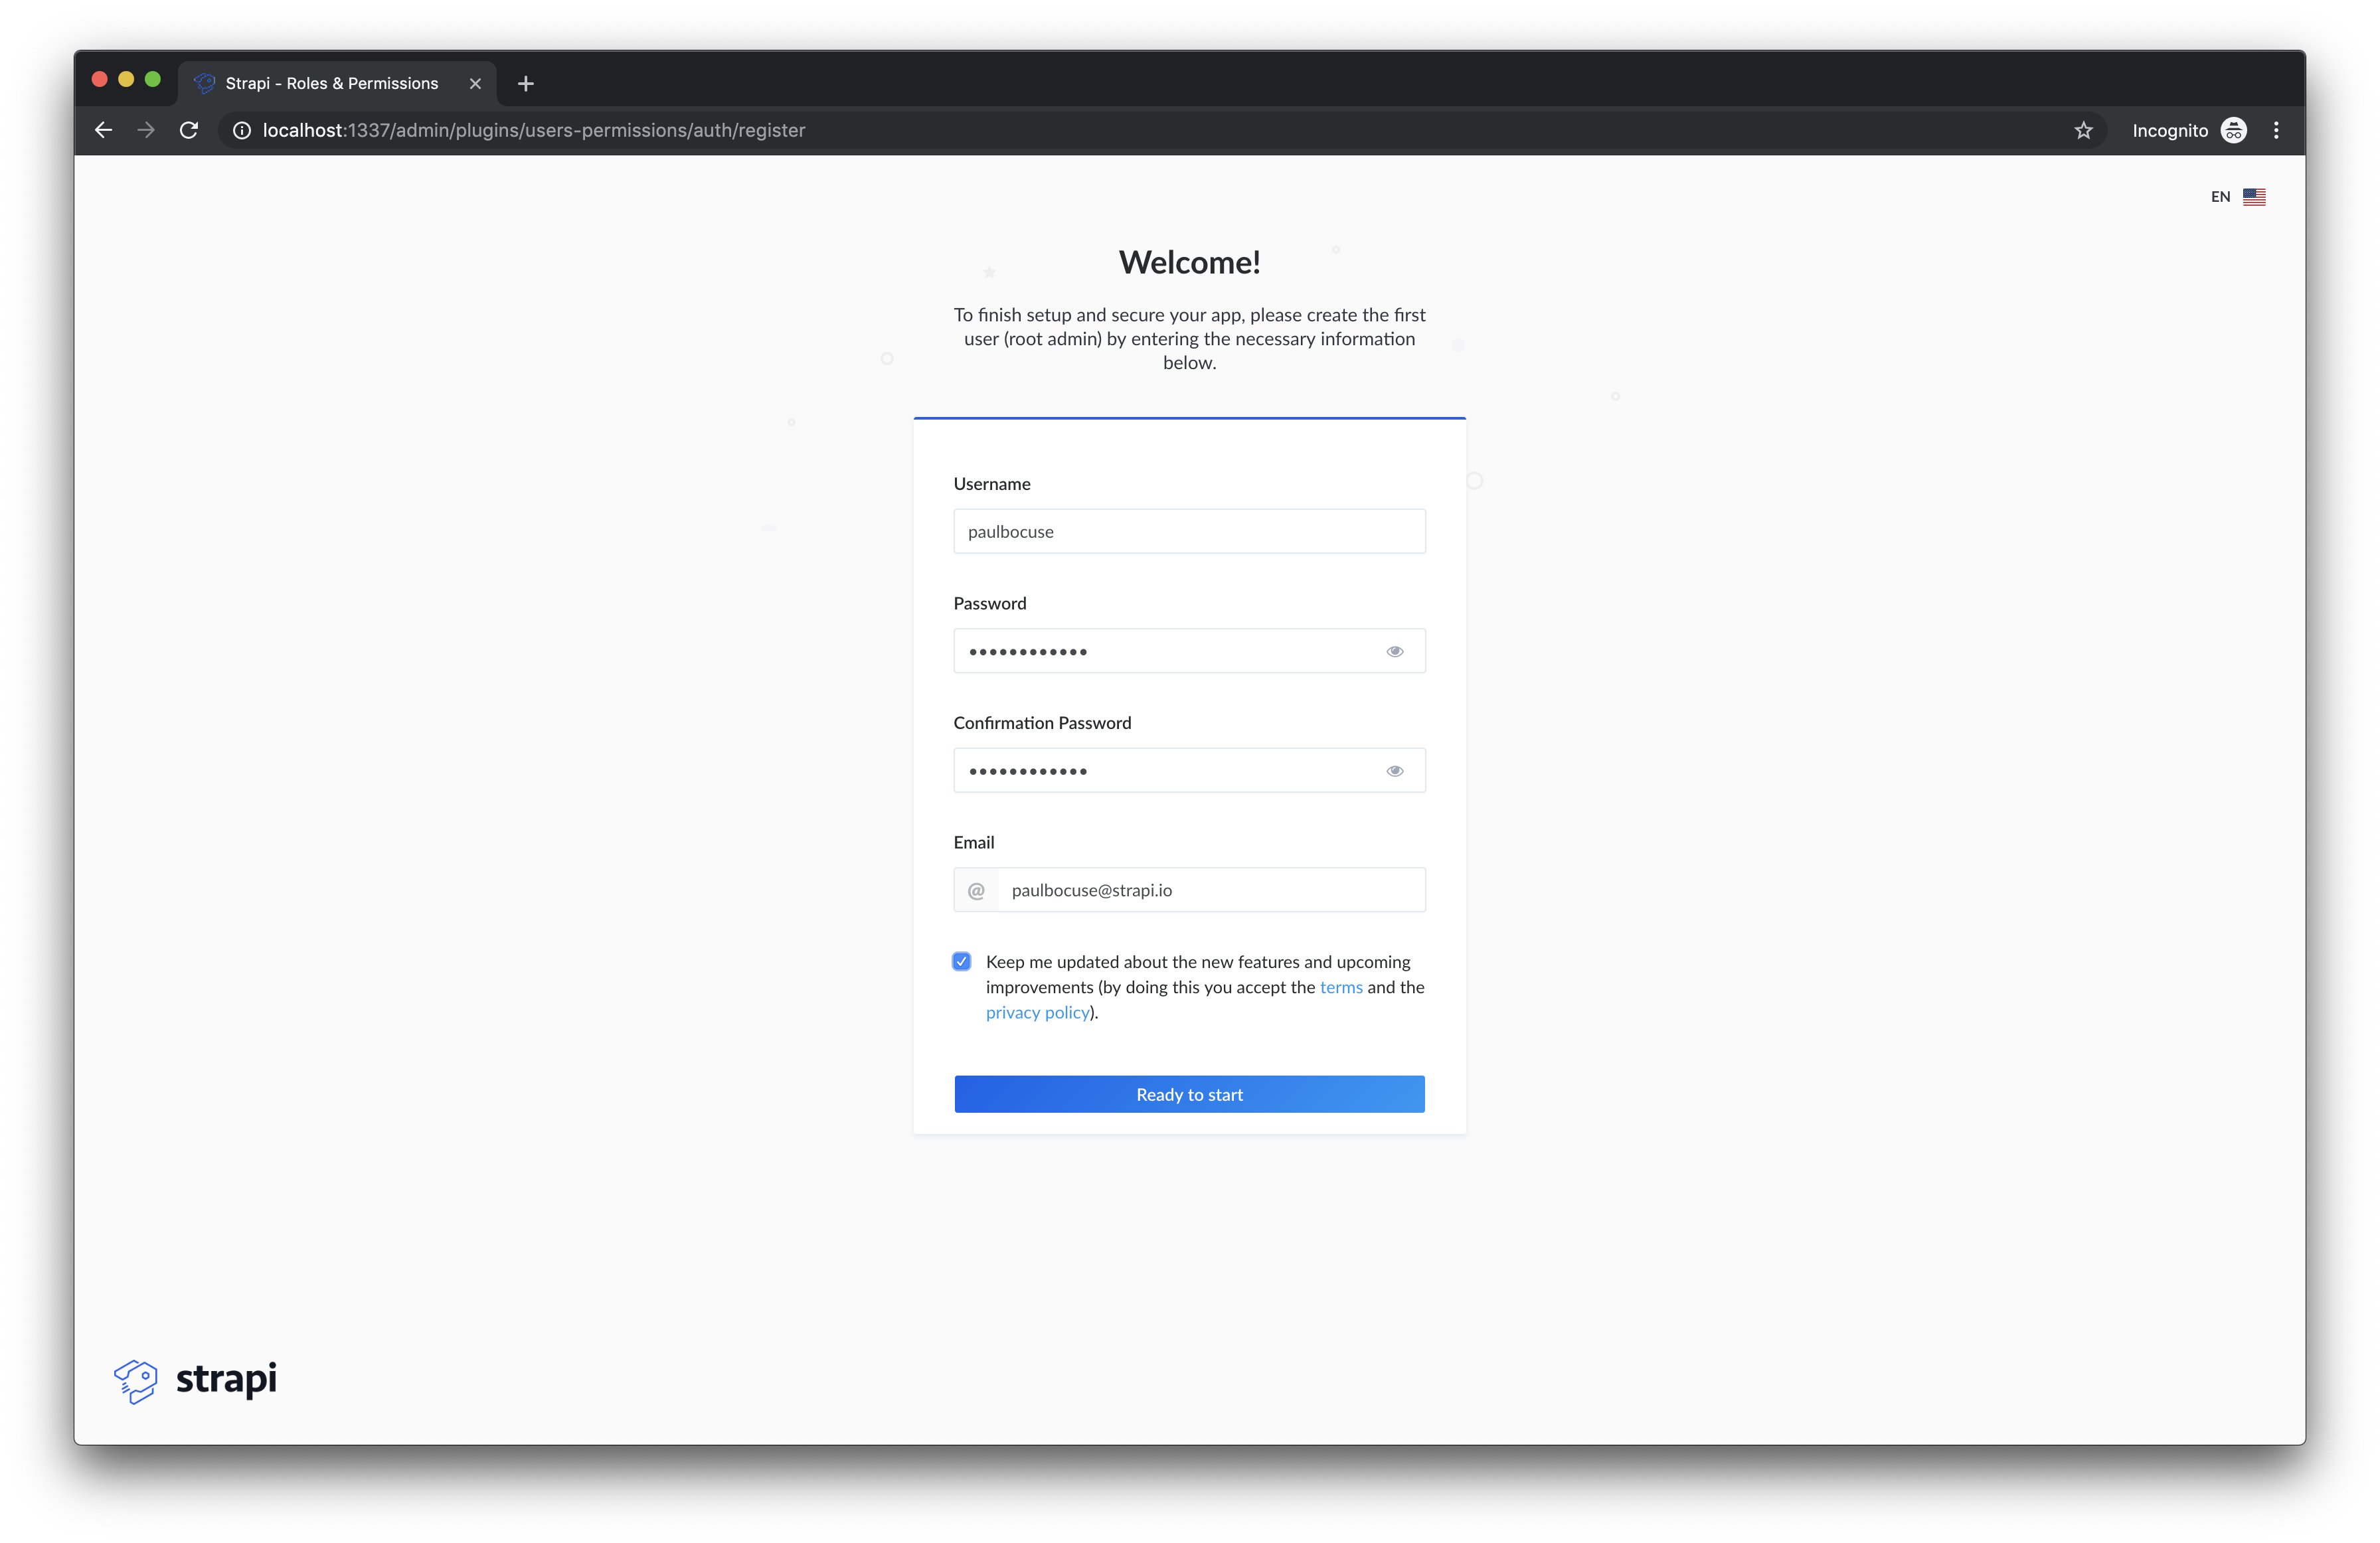 Strapi - Roles & Permissions
localhost:1337/admin/plugins/users-permissions/auth/register
Incognito
EN
Welcome!
To finish setup and secure your app, please create the first
user (root admin) by entering the necessary information
below.
Username
paulbocuse
Password
••••••••••••
Confirmation Password
••••••••••••
Email
@ paulbocuse@strapi.io
Keep me updated about the new features and upcoming
improvements (by doing this you accept the terms and the
privacy policy).
Ready to start
strapi